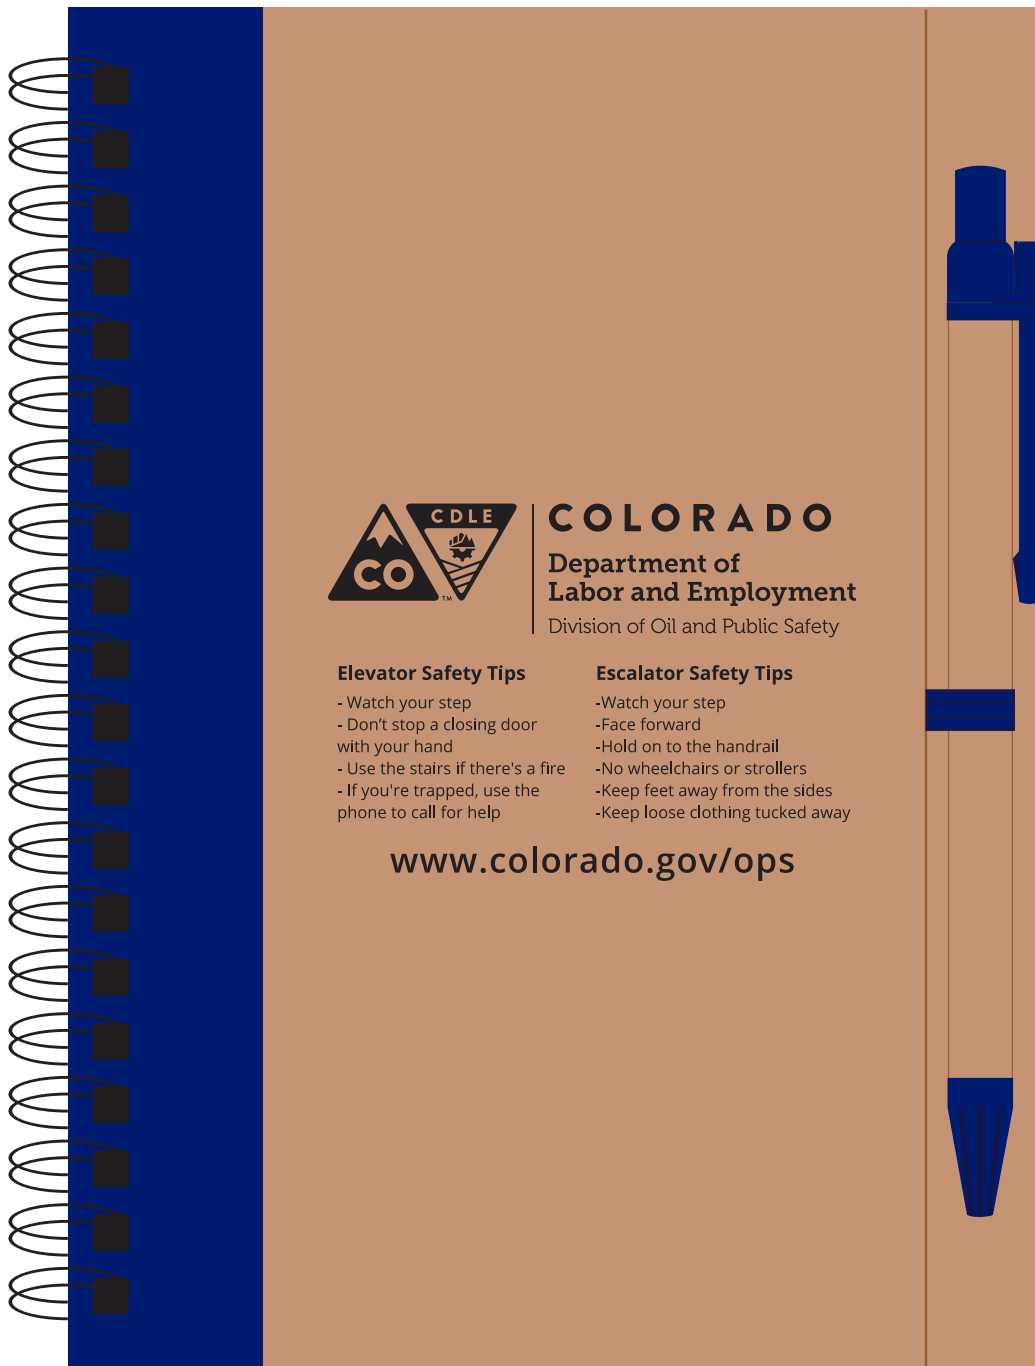 CDLE
CO
TM
COLORADO
Department of
Labor and Employment
Division of Oil and Public Safety
Elevator Safety Tips
- Watch your step
- Don’t stop a closing door
with your hand
- Use the stairs if there's a fire
- If you're trapped, use the
phone to call for help
Escalator Safety Tips
-Watch your step
-Face forward
-Hold on to the handrail
-No wheelchairs or strollers
-Keep feet away from the sides
-Keep loose clothing tucked away
www.colorado.gov/ops